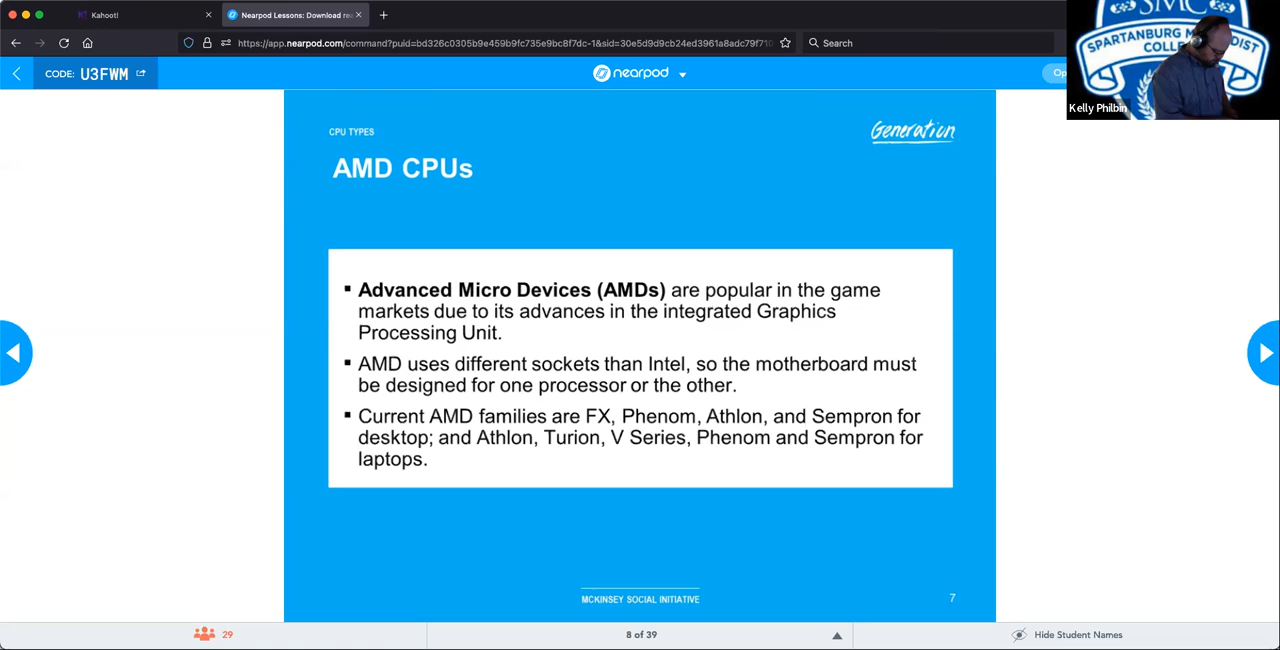 Kahoot!
Nearpod Lessons: Download re
https://app.nearpod.com/command?puid=bd326c0305b9e459b9fc735e9bc8f7dc-1&sid=30e5d9d9cb24ed3961a8adc79f71
Search
CODE: U3FWM
nearpod
Op
SMC
SPARTANBURG METHODIST
COLLEGE
Kelly Philbin
CPU TYPES
Generation
AMD CPUs
▪ Advanced Micro Devices (AMDs) are popular in the game
markets due to its advances in the integrated Graphics
Processing Unit.
▪ AMD uses different sockets than Intel, so the motherboard must
be designed for one processor or the other.
▪ Current AMD families are FX, Phenom, Athlon, and Sempron for
desktop; and Athlon, Turion, V Series, Phenom and Sempron for
laptops.
MCKINSEY SOCIAL INITIATIVE
7
29
8 of 39
Hide Student Names